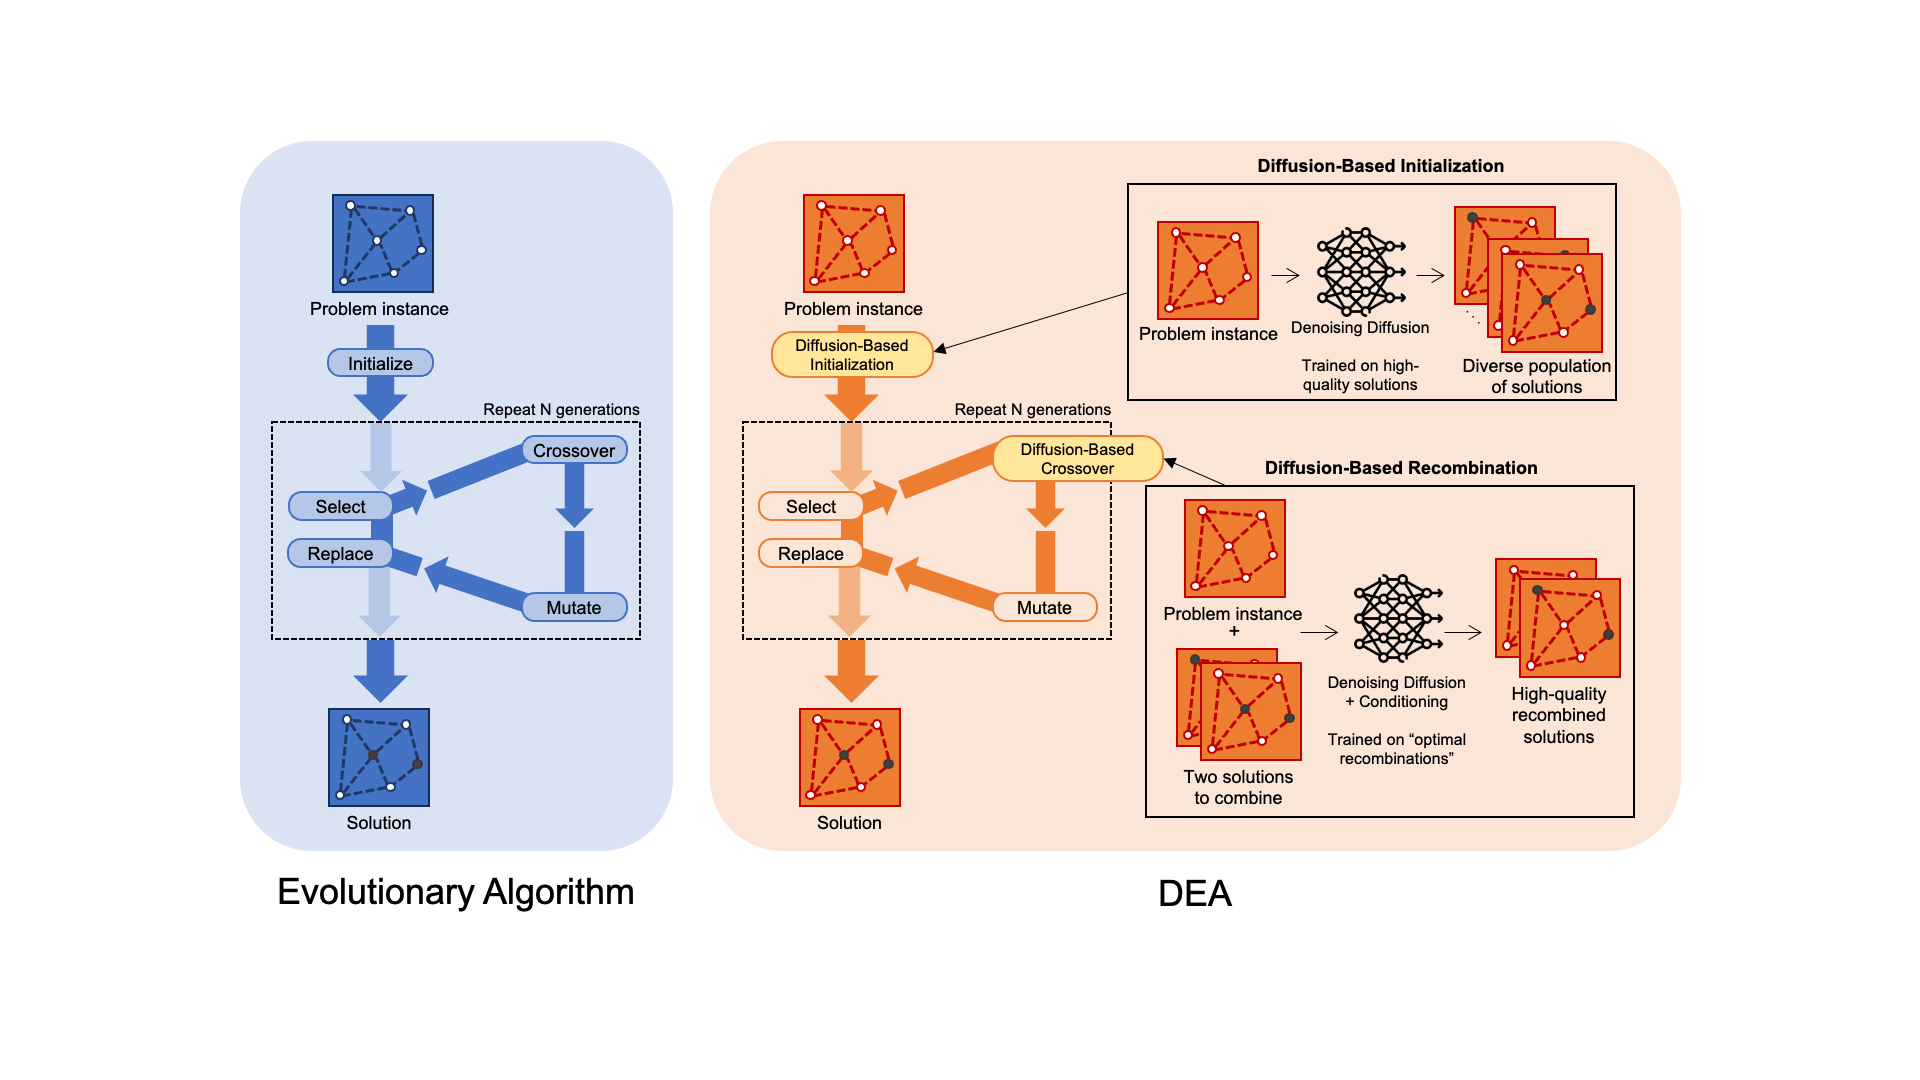 Problem instance
Initialize
Repeat N generations
Crossover
Select
Replace
Mutate
Solution
Evolutionary Algorithm
Problem instance
Diffusion-Based
Initialization
Repeat N generations
Diffusion-Based
Crossover
Select
Replace
Mutate
Solution
Diffusion-Based Initialization
Problem instance
Denoising Diffusion
Trained on high-
quality solutions
Diverse population
of solutions
Diffusion-Based Recombination
Problem instance
+
Two solutions
to combine
Denoising Diffusion
+ Conditioning
Trained on “optimal
recombinations”
High-quality
recombined
solutions
DEA